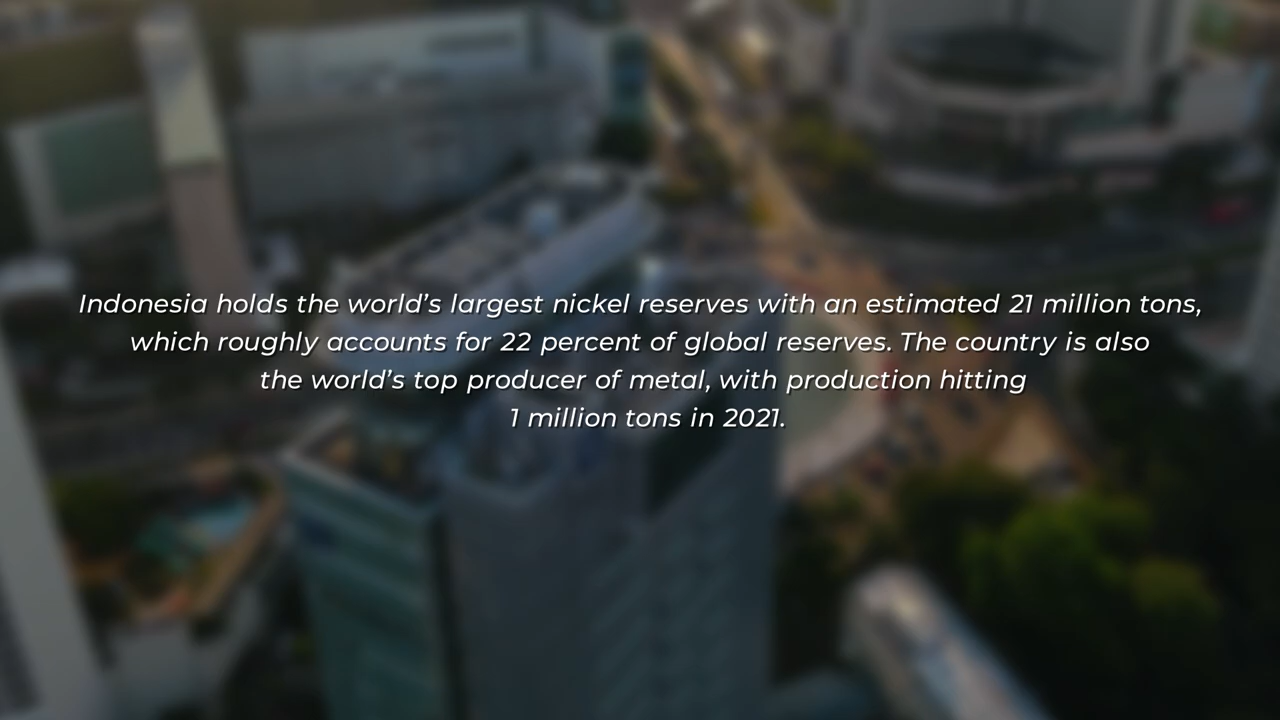 Indonesia holds the world’s largest nickel reserves with an estimated 21 million tons,
which roughly accounts for 22 percent of global reserves. The country is also
the world’s top producer of metal, with production hitting
1 million tons in 2021.